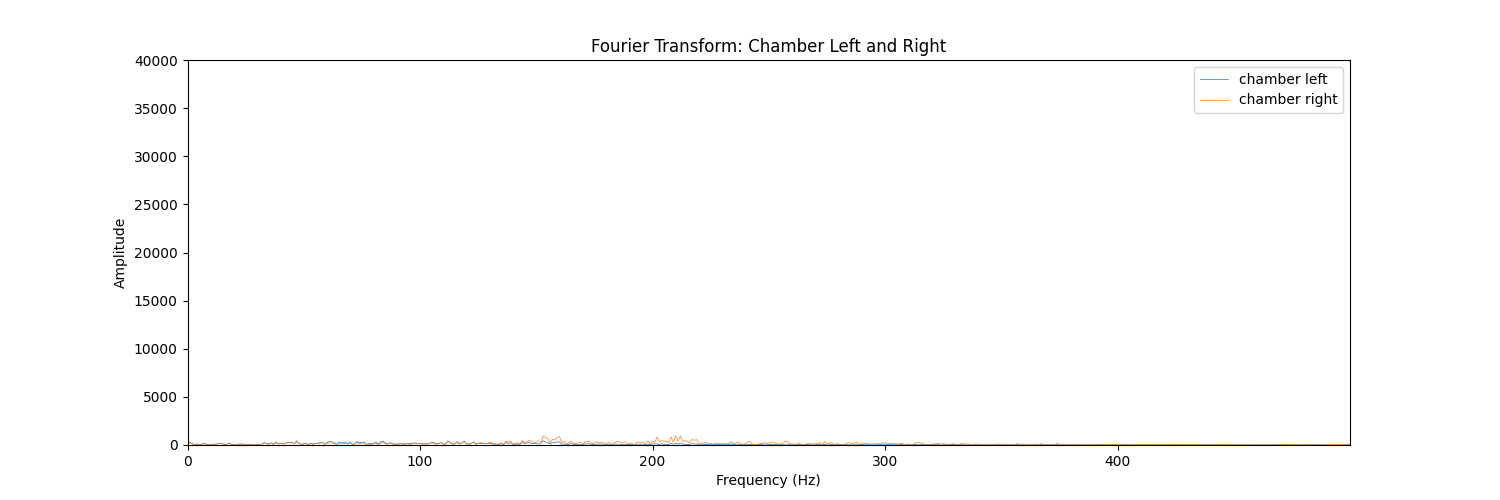 Fourier Transform: Chamber Left and Right
40000
35000
30000
25000
20000
15000
10000
5000
0
Amplitude
chamber left
chamber right
0 100 200 300 400
Frequency (Hz)